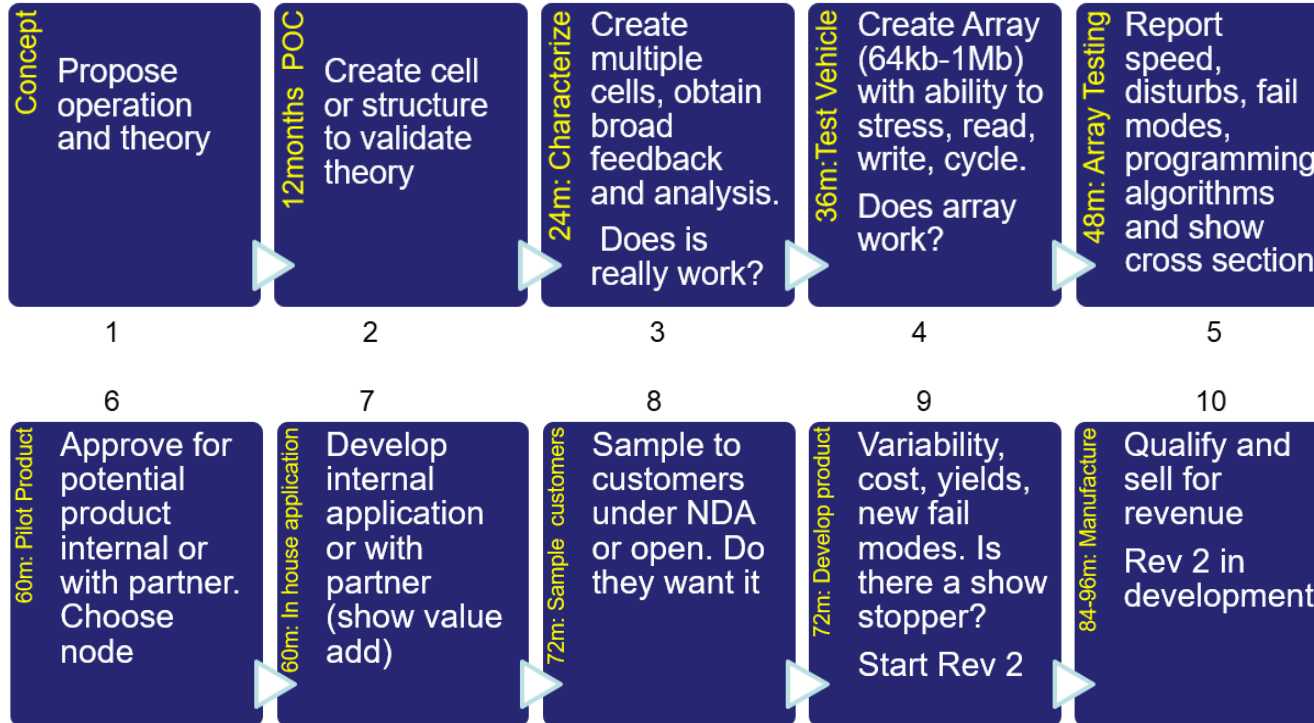 Concept
Propose
operation
and theory
12months POC
Create cell
or structure
to validate
theory
24m: Characterize
Create
multiple
cells, obtain
broad
feedback
and analysis.
Does is
really work?
36m:Test Vehicle
Create Array
(64kb-1Mb)
with ability to
stress, read,
write, cycle.
Does array
work?
48m: Array Testing
Report
speed,
disturbs, fail
modes,
programming
algorithms
and show
cross section
1
2
3
4
5
6
7
8
9
10
60m: Pilot Product
Approve for
potential
product
internal or
with partner.
Choose
node
60m: In house application
Develop
internal
application
or with
partner
(show value
add)
72m: Sample customers
Sample to
customers
under NDA
or open. Do
they want it
72m: Develop product
Variability,
cost, yields,
new fail
modes. Is
there a show
stopper?
Start Rev 2
84-96m: Manufacture
Qualify and
sell for
revenue
Rev 2 in
development